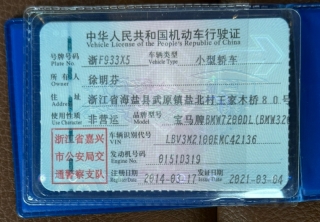 中华人民共和国机动车行驶证
Vehicle License of the People's Republic of China
号牌号码 浙F933X5 车辆类型 小型轿车
Plate No. Vehicle Type
所有人 徐明芬
Owner
住址 浙江省海盐县武原镇盐北村王家木桥80号
Address
使用性质 非营运 品牌型号 宝马牌BMW7200DL(BMW32
Use Character Model
浙江省嘉兴
市公安局交
通警察支队
车辆识别代号 LBV3M2100EMC42136
VIN
发动机号码 0151D319
Engine No.
注册日期 2014-03-17 发证日期 2021-03-04
Register Date Issue Date